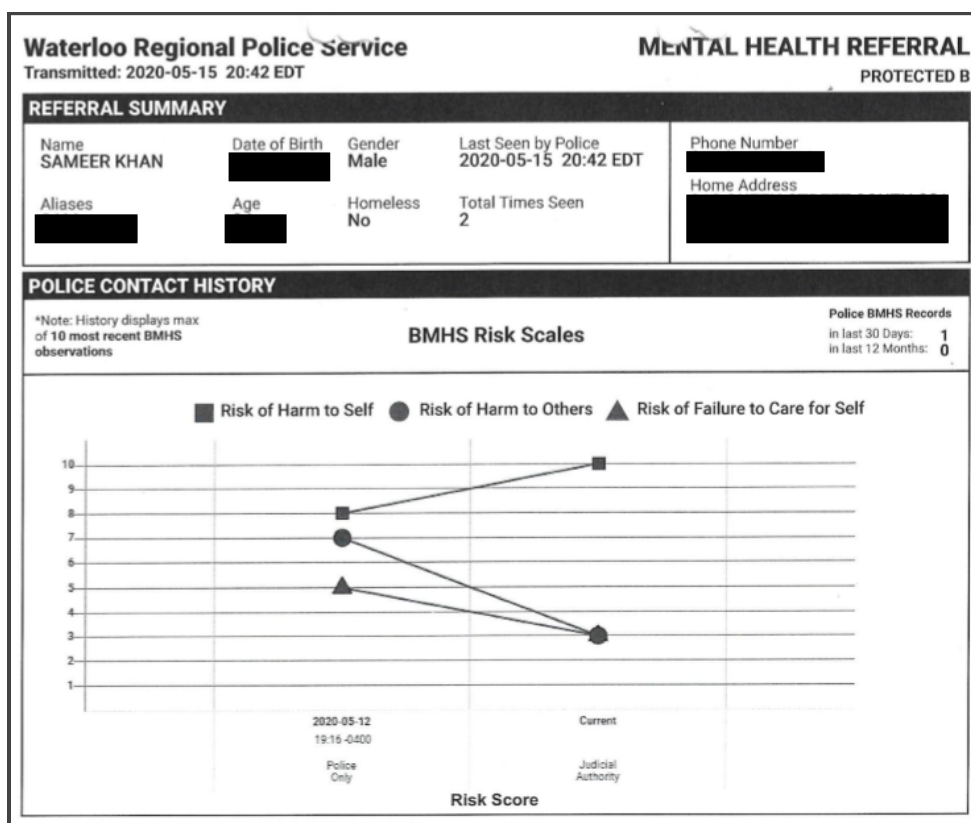 Waterloo Regional Police Service
MENTAL HEALTH REFERRAL
Transmitted: 2020-05-15 20:42 EDT
PROTECTED B
REFERRAL SUMMARY
Name
SAMEER KHAN
Date of Birth
Gender
Male
Last Seen by Police
2020-05-15 20:42 EDT
Phone Number
Home Address
Aliases
Age
Homeless
No
Total Times Seen
2
POLICE CONTACT HISTORY
*Note: History displays max
of 10 most recent BMHS
observations
BMHS Risk Scales
Police BMHS Records
in last 30 Days: 1
in last 12 Months: 0
Risk of Harm to Self
Risk of Harm to Others
Risk of Failure to Care for Self
10
9
8
7
6
5
4
3
2
1
2020-05-12
19:16 -0400
Police
Only
Current
Judicial
Authority
Risk Score